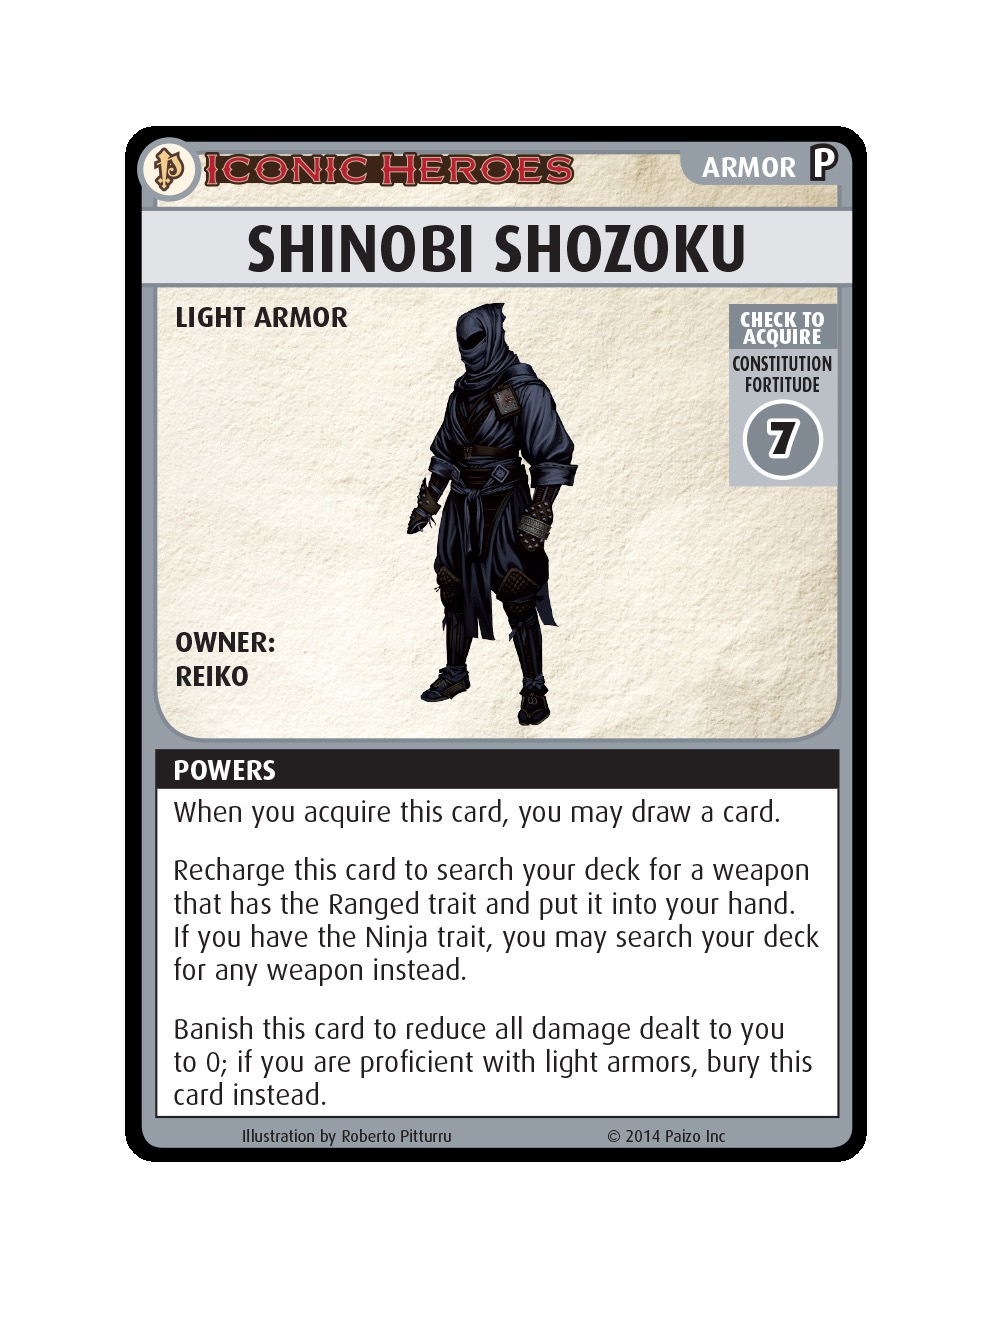 ICONIC HEROES
ARMOR P
SHINOBI SHOZOKU
LIGHT ARMOR
CHECK TO
ACQUIRE
CONSTITUTION
FORTITUDE
7
OWNER:
REIKO
POWERS
When you acquire this card, you may draw a card.
Recharge this card to search your deck for a weapon
that has the Ranged trait and put it into your hand.
If you have the Ninja trait, you may search your deck
for any weapon instead.
Banish this card to reduce all damage dealt to you
to 0; if you are proficient with light armors, bury this
card instead.
Illustration by Roberto Pitturru
© 2014 Paizo Inc